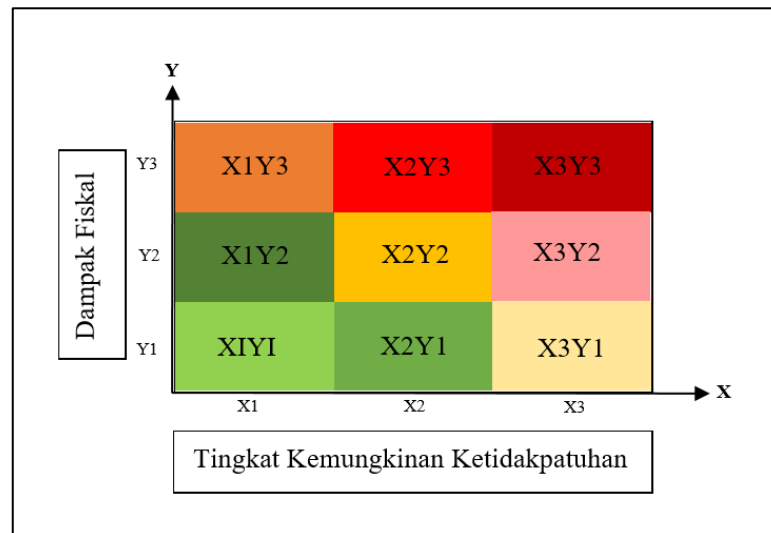 Y
Y3
X1Y3
X2Y3
X3Y3
Dampak Fiskal
Y2
X1Y2
X2Y2
X3Y2
Y1
XIYI
X2Y1
X3Y1
X
X1
X2
X3
Tingkat Kemungkinan Ketidakpatuhan